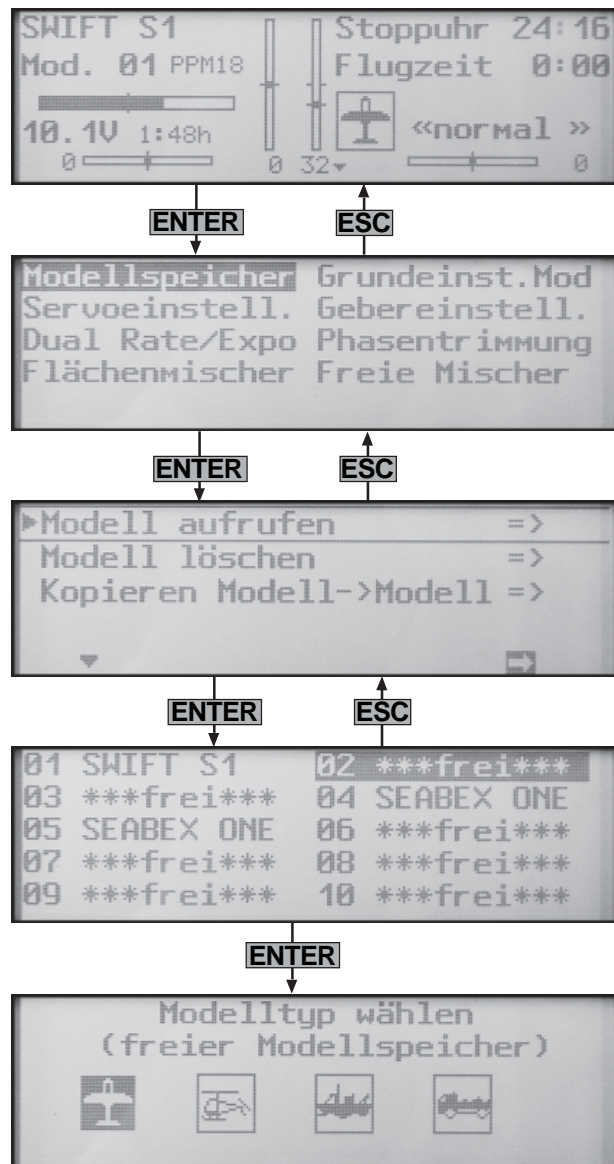 SWIFT S1 Stoppuhr 24:16
Mod. 01 PPM18 Flugzeit 0:00
10.1V 1:48h «normal »
0 0 32 0
ENTER ESC
Modellspeicher Grundeinst.Mod
Servoeinstell. Gebereinstell.
Dual Rate/Expo Phasentrimmung
Flächenmischer Freie Mischer
ENTER ESC
Modell aufrufen =>
Modell löschen =>
Kopieren Modell->Modell =>
ENTER ESC
01 SWIFT S1 02 ***frei***
03 ***frei*** 04 SEABEX ONE
05 SEABEX ONE 06 ***frei***
07 ***frei*** 08 ***frei***
09 ***frei*** 10 ***frei***
ENTER
Modelltyp wählen
(freier Modellspeicher)